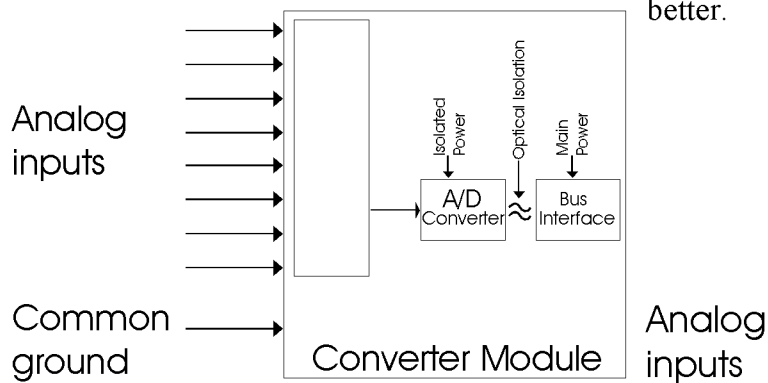 better.
Analog
inputs
Isolated
Power
Optical Isolation
Main
Power
A/D
Converter
Bus
Interface
Common
ground
Converter Module
Analog
inputs